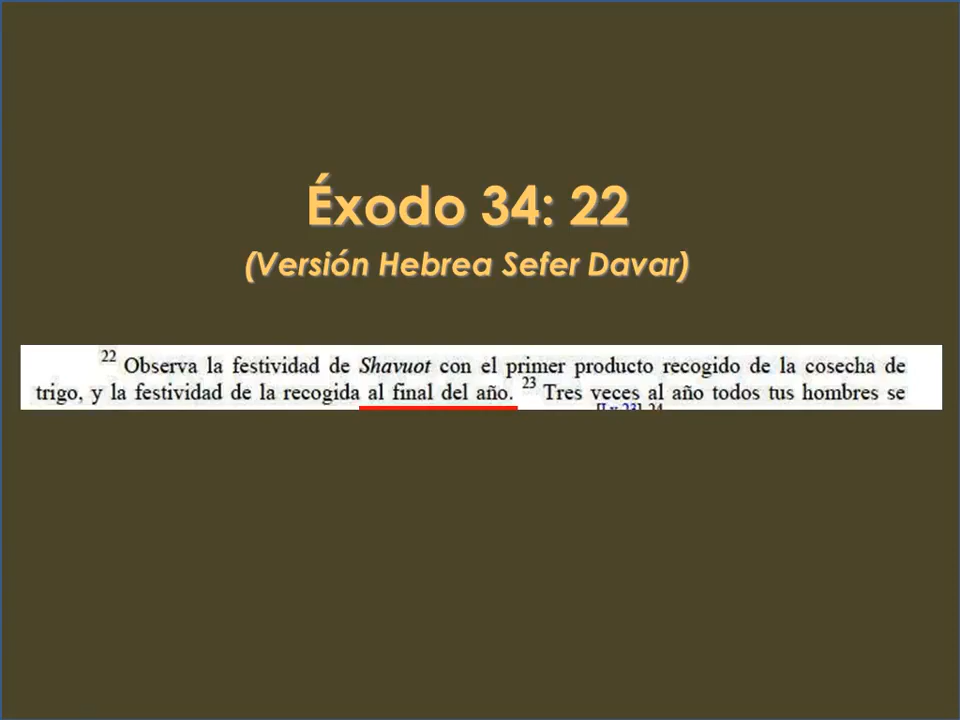 Éxodo 34: 22
(Versión Hebrea Sefer Davar)
22 Observa la festividad de Shavuot con el primer producto recogido de la cosecha de
trigo, y la festividad de la recogida al final del año. 23 Tres veces al año todos tus hombres se